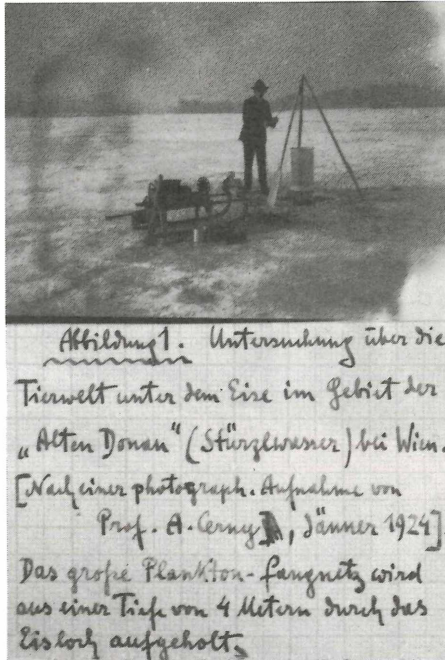 Abbildung 1. Untersuchung über die
Tierwelt unter dem Eise im Gebiet der
„Alten Donau“ (Stürzlwasser) bei Wien.
[Nach einer photograph. Aufnahme von
Prof. A. Cerny], Jänner 1924]
Das große Plankton-Fangnetz wird
aus einer Tiefe von 4 Metern durch das
Eisloch aufgeholt.